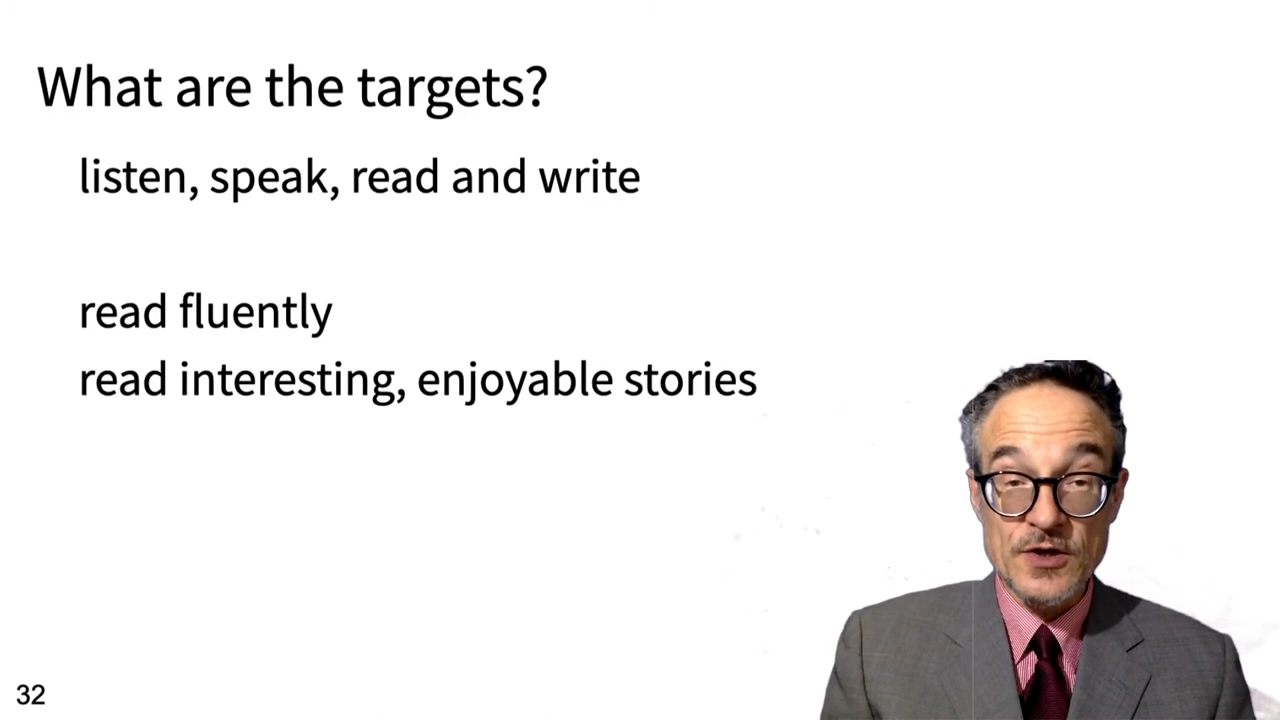 What are the targets?
listen, speak, read and write
read fluently
read interesting, enjoyable stories
32